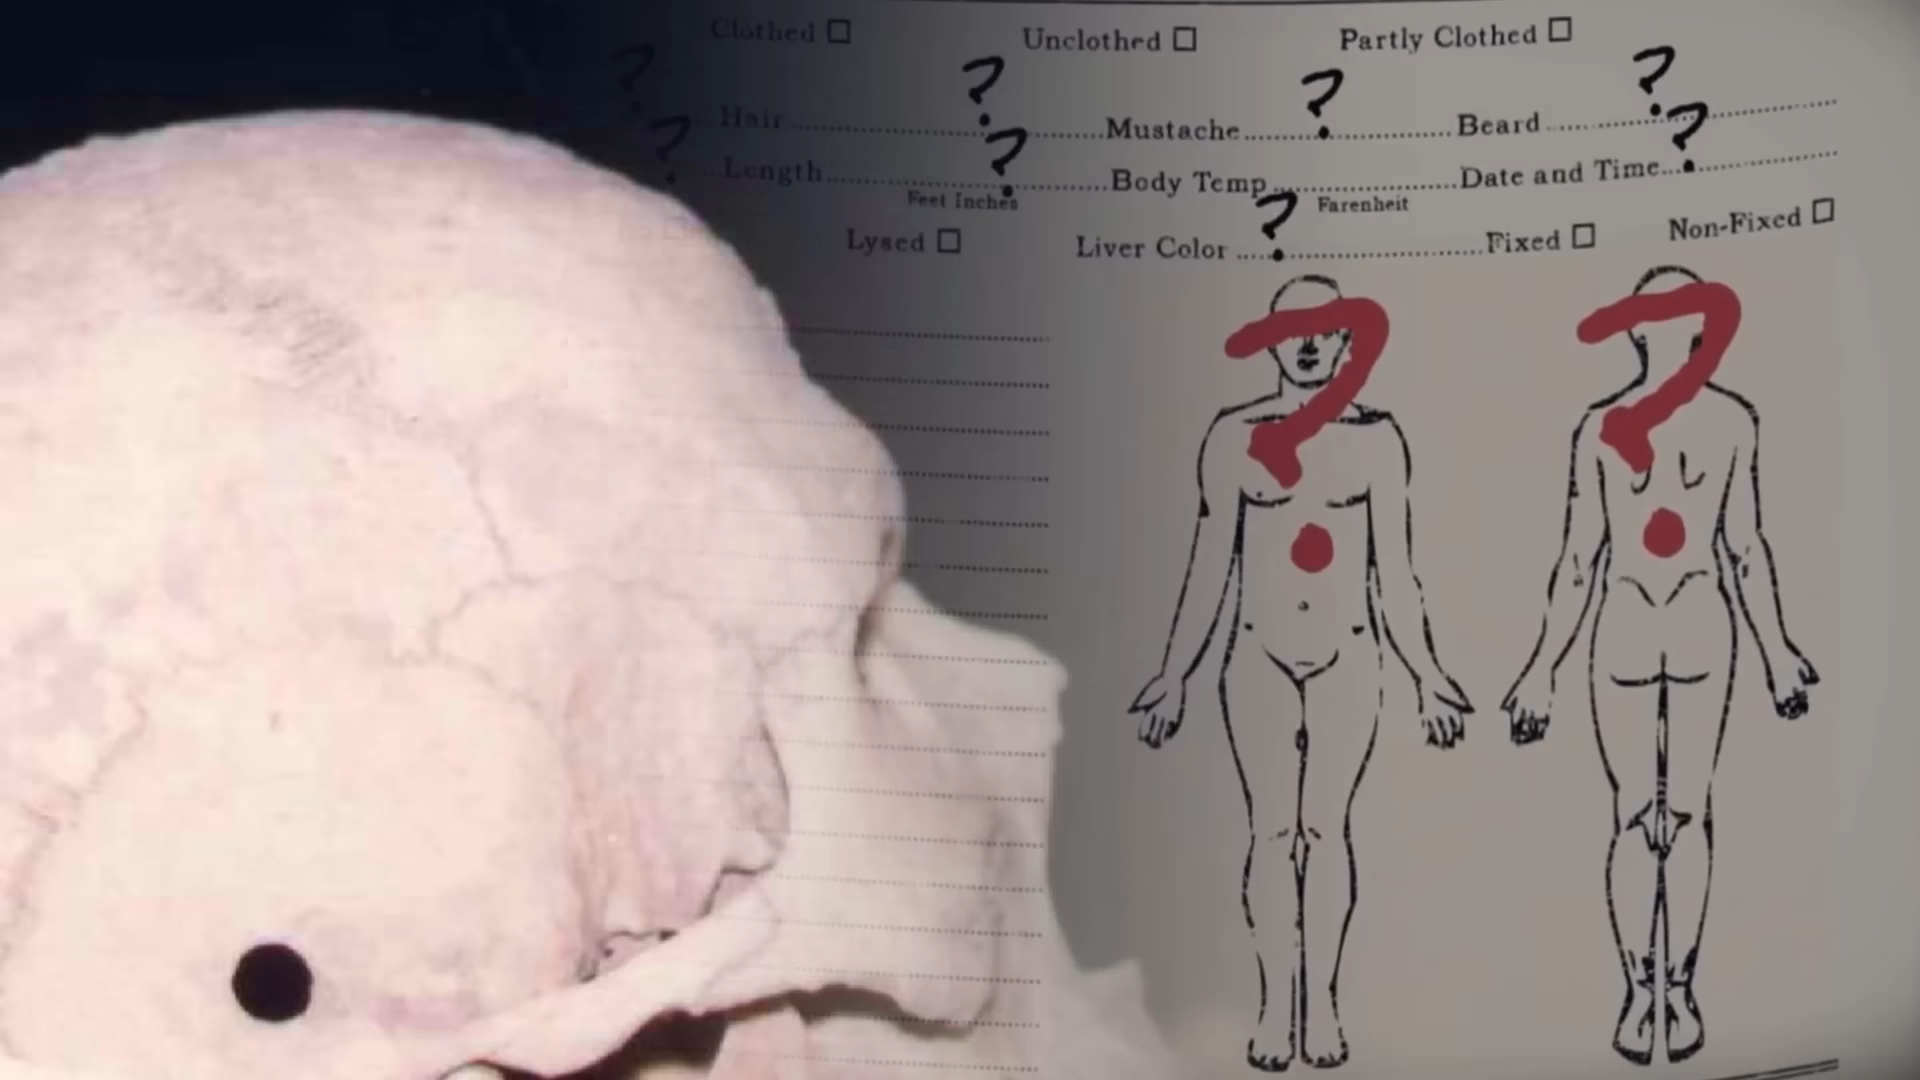 Clothed ☐ Unclothed ☐ Partly Clothed ☐
? Hair ? Mustache ? Beard ?
? Length ? Body Temp Date and Time ?
Feet Inches Farenheit
Lysed ☐ Liver Color ? Fixed ☐ Non-Fixed ☐
? ?